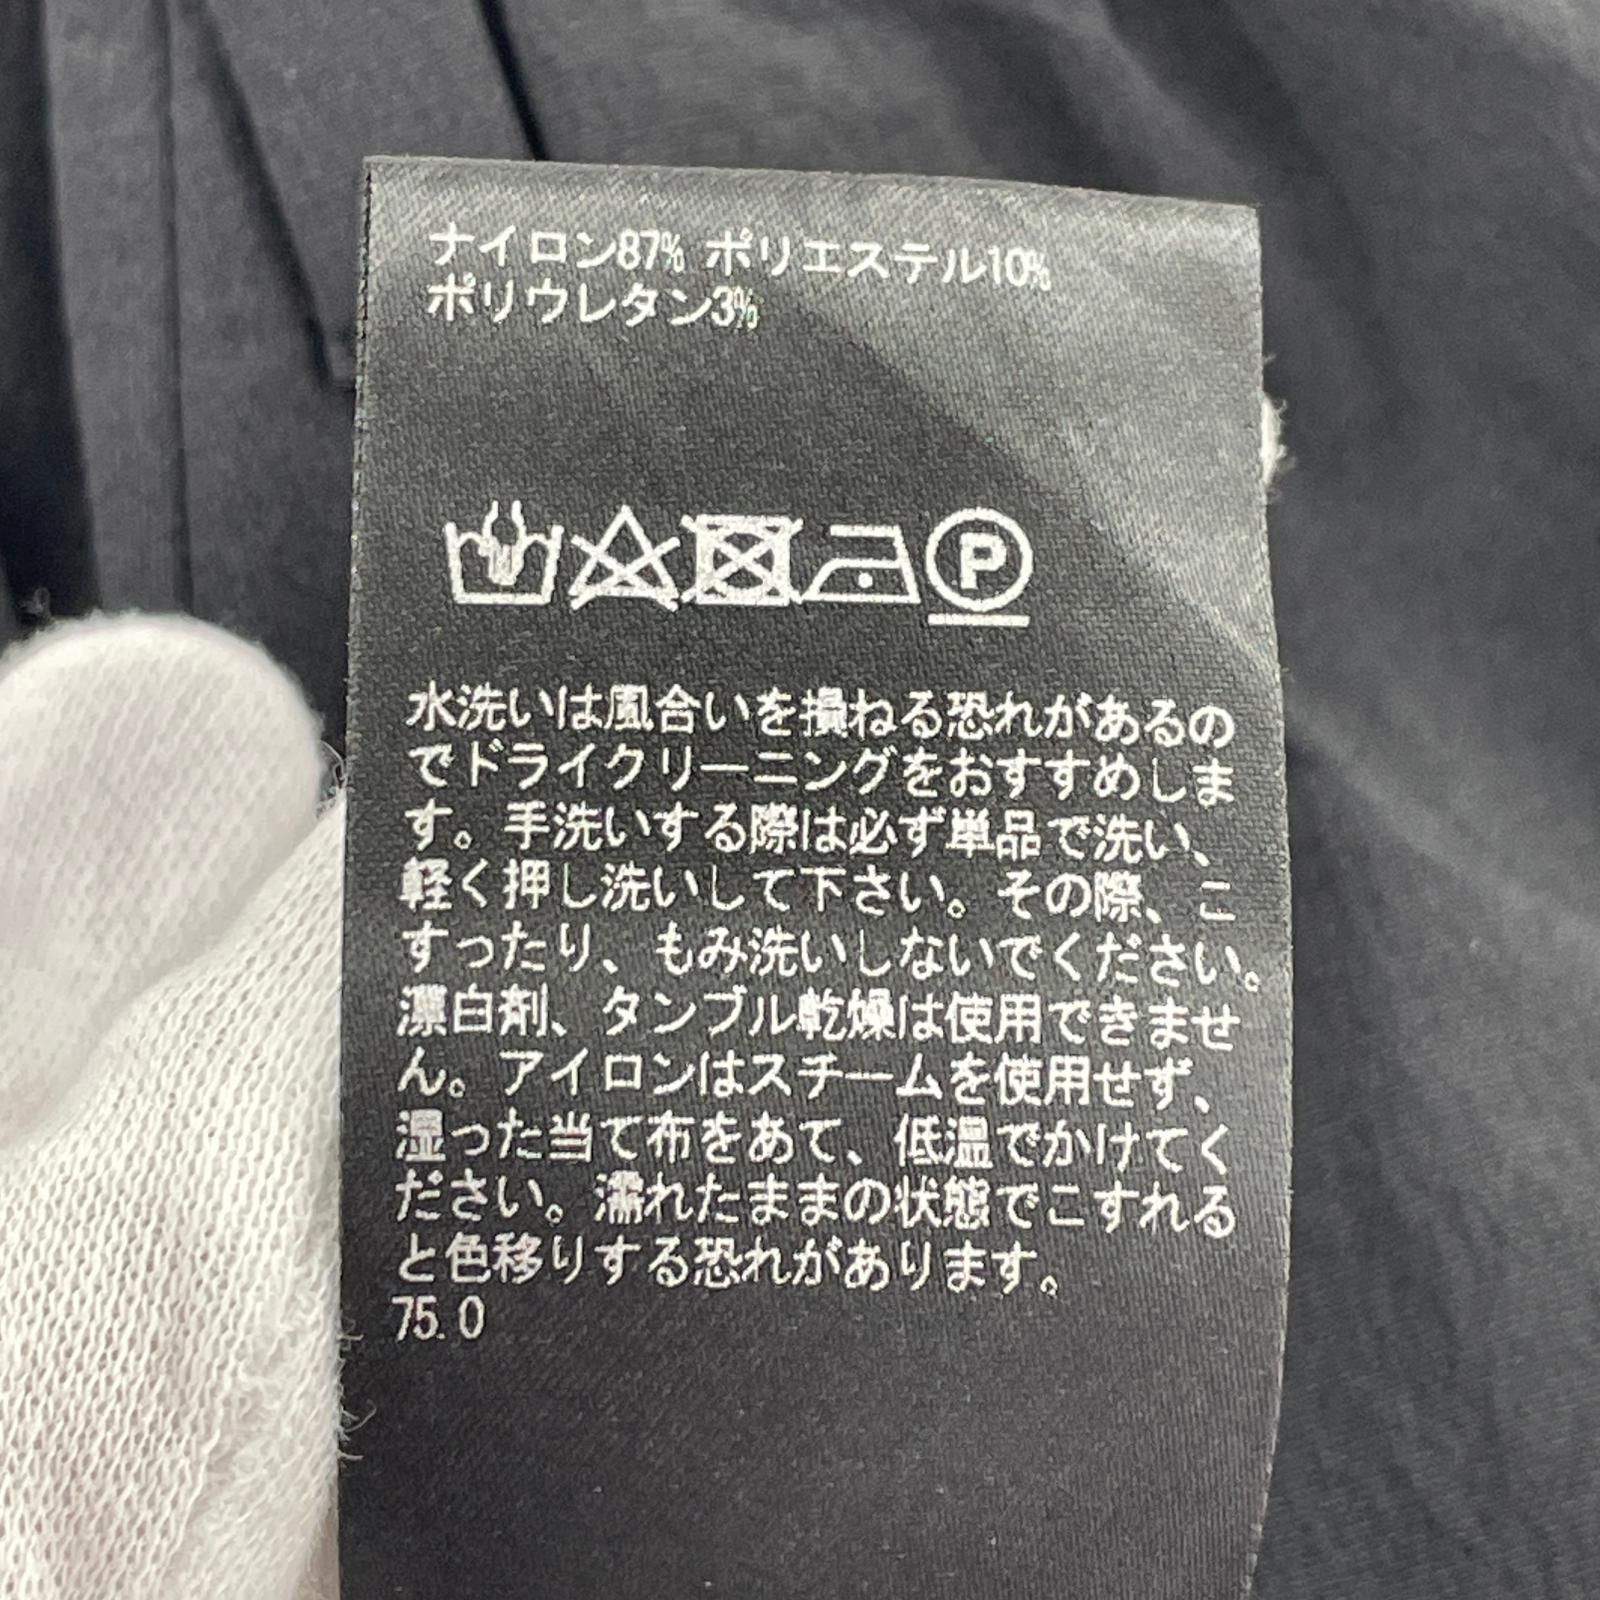 ナイロン87% ポリエステル10%
ポリウレタン3%
P
水洗いは風合いを損ねる恐れがあるの
でドライクリーニングをおすすめしま
す。手洗いする際は必ず単品で洗い、
軽く押し洗いして下さい。その際、こ
すったり、もみ洗いしないでください。
漂白剤、タンブル乾燥は使用できませ
ん。アイロンはスチームを使用せず、
湿った当て布をあて、低温でかけてく
ださい。濡れたままの状態でこすれる
と色移りする恐れがあります。
75.0